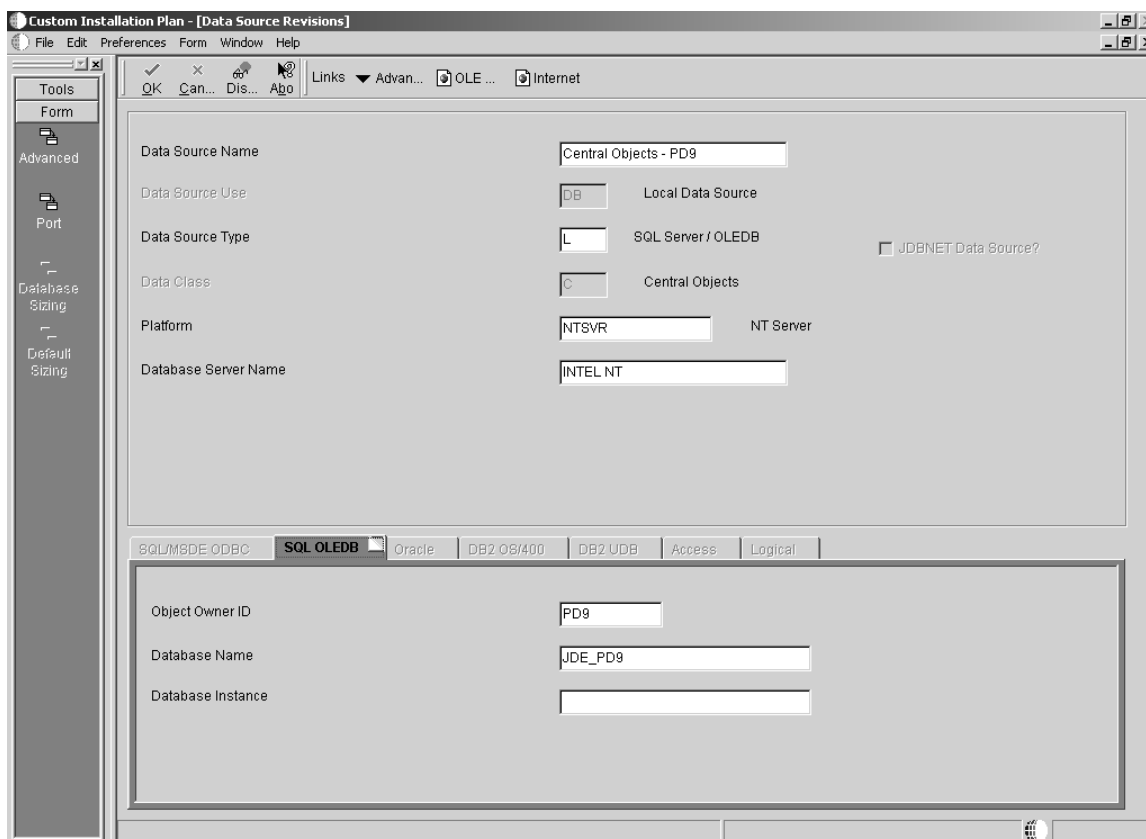 Custom Installation Plan - [Data Source Revisions]
File Edit Preferences Form Window Help
Tools
Form
Advanced
Port
Database
Sizing
Default
Sizing
OK Can... Dis... Abo Links Advan... OLE ... Internet
Data Source Name Central Objects - PD9
Data Source Use DB Local Data Source
Data Source Type L SQL Server / OLEDB JDBNET Data Source?
Data Class C Central Objects
Platform NTSVR NT Server
Database Server Name INTEL NT
SQL/MSDE ODBC SQL OLEDB Oracle DB2 OS/400 DB2 UDB Access Logical
Object Owner ID PD9
Database Name JDE_PD9
Database Instance